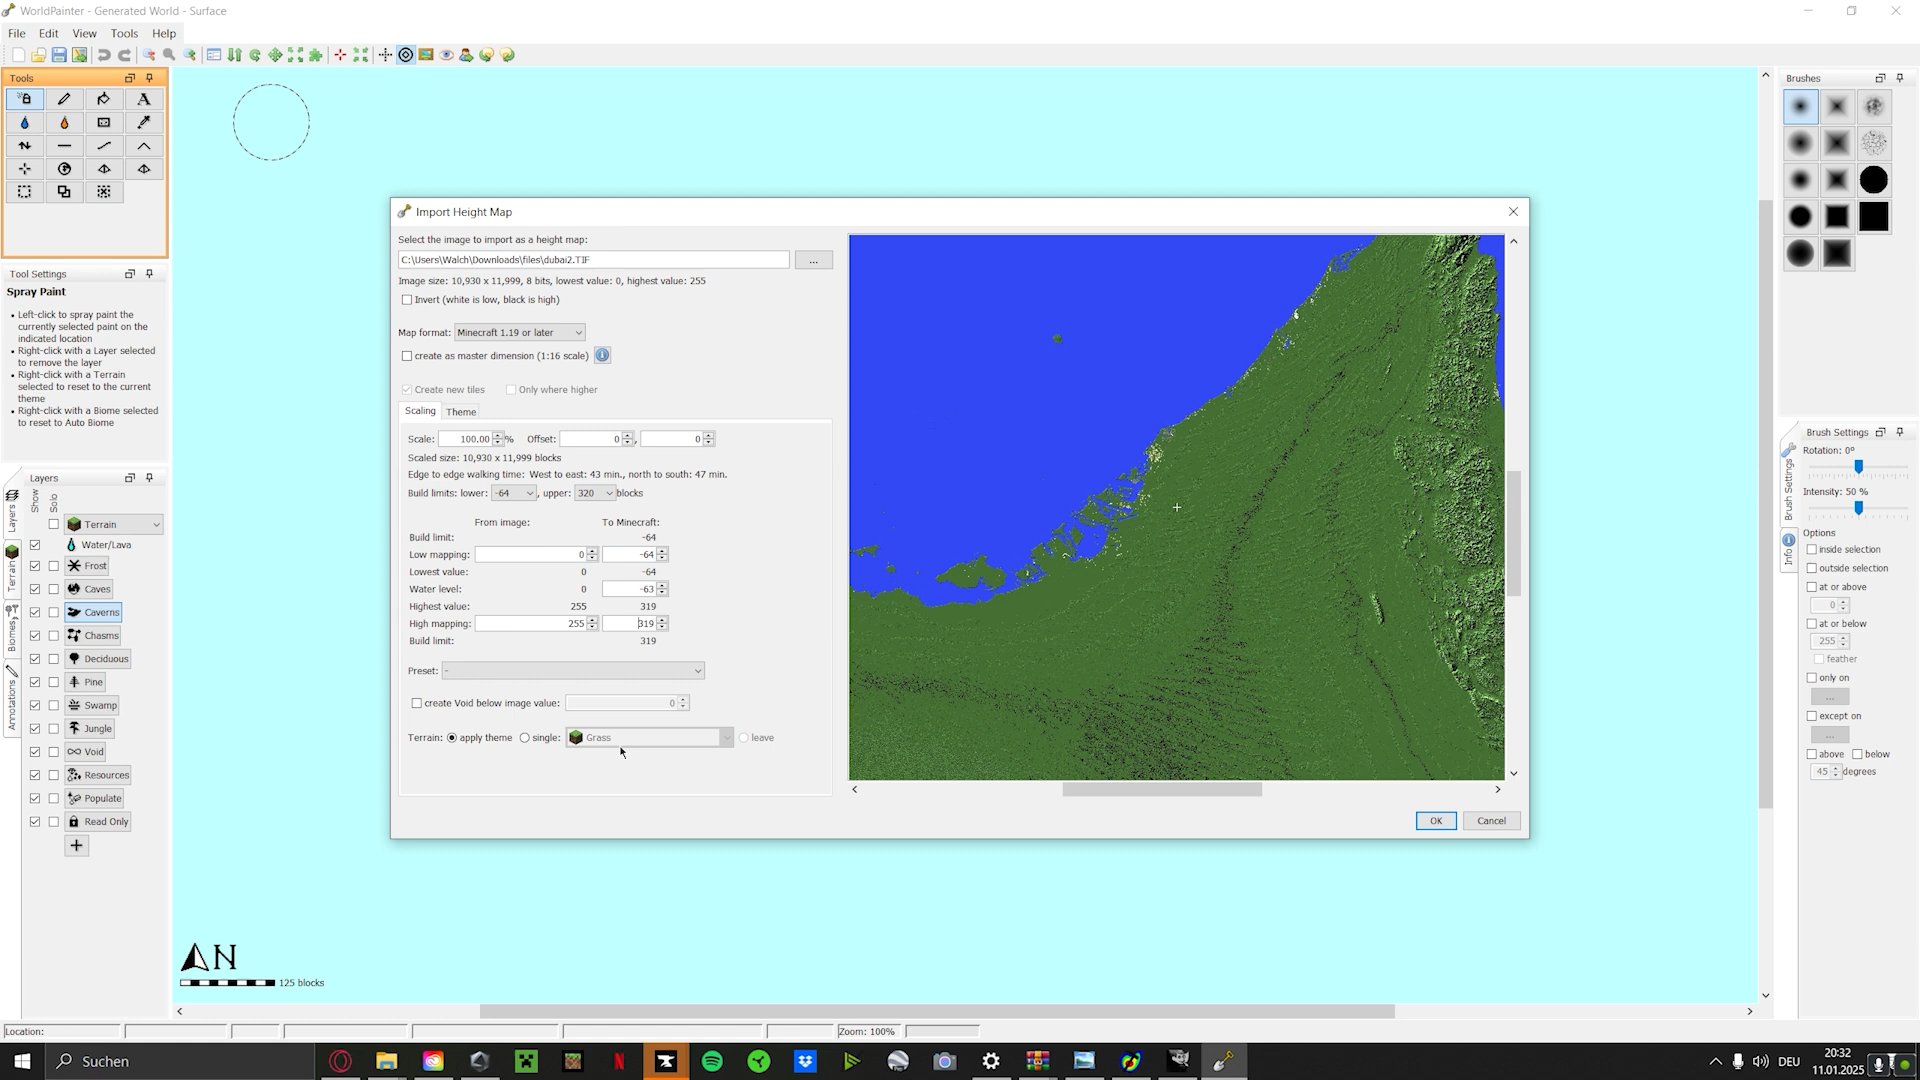 WorldPainter - Generated World - Surface
File Edit View Tools Help
Tools
A
Tool Settings
Spray Paint
Left-click to spray paint the
currently selected paint on the
indicated location
Right-click with a Layer selected
to remove the layer
Right-click with a Terrain
selected to reset to the current
theme
Right-click with a Biome selected
to reset to Auto Biome
Layers
Show
Solo
Layers
Terrain
Biomes
Annotations
Terrain
Water/Lava
Frost
Caves
Caverns
Chasms
Deciduous
Pine
Swamp
Jungle
Void
Resources
Populate
Read Only
Import Height Map
Select the image to import as a height map:
C:\Users\Walch\Downloads\files\dubai2.TIF ...
Image size: 10,930 x 11,999, 8 bits, lowest value: 0, highest value: 255
Invert (white is low, black is high)
Map format: Minecraft 1.19 or later
create as master dimension (1:16 scale)
Create new tiles Only where higher
Scaling Theme
Scale: 100.00 % Offset: 0 , 0
Scaled size: 10,930 x 11,999 blocks
Edge to edge walking time: West to east: 43 min., north to south: 47 min.
Build limits: lower: -64 , upper: 320 blocks
From image: To Minecraft:
Build limit: -64
Low mapping: 0 -64
Lowest value: 0 -64
Water level: 0 -63
Highest value: 255 319
High mapping: 255 319
Build limit: 319
Preset: -
create Void below image value: 0
Terrain: apply theme single: Grass leave
OK Cancel
N
125 blocks
Brushes
Brush Settings
Info
Brush Settings
Rotation: 0°
Intensity: 50 %
Options
inside selection
outside selection
at or above
0
at or below
255
feather
only on
...
except on
...
above below
45 degrees
Location: Zoom: 100%
Suchen
DEU
20:32
11.01.2025